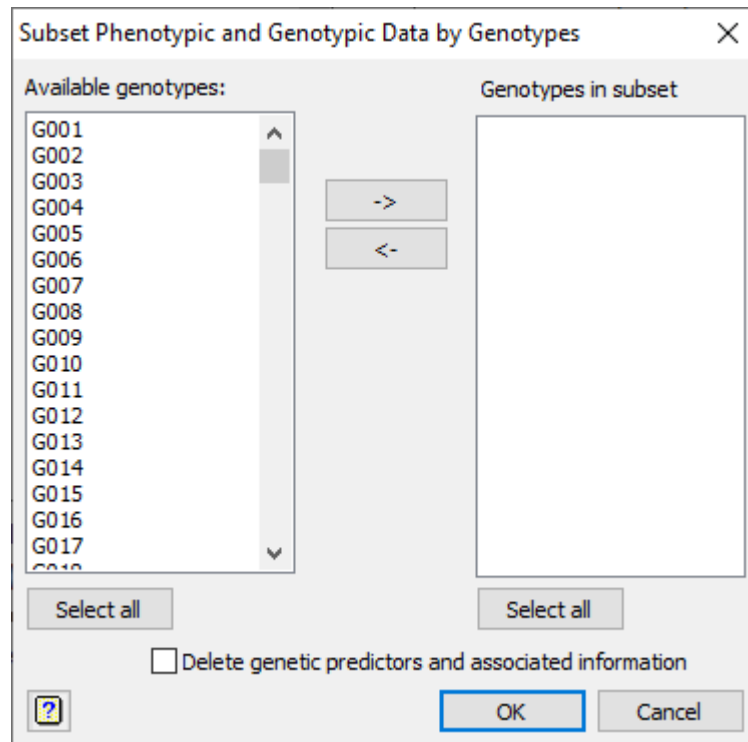 Subset Phenotypic and Genotypic Data by Genotypes
Available genotypes:
Genotypes in subset
G001
G002
G003
G004
G005
G006
G007
G008
G009
G010
G011
G012
G013
G014
G015
G016
G017
->
<-
Select all
Select all
Delete genetic predictors and associated information
?
OK
Cancel